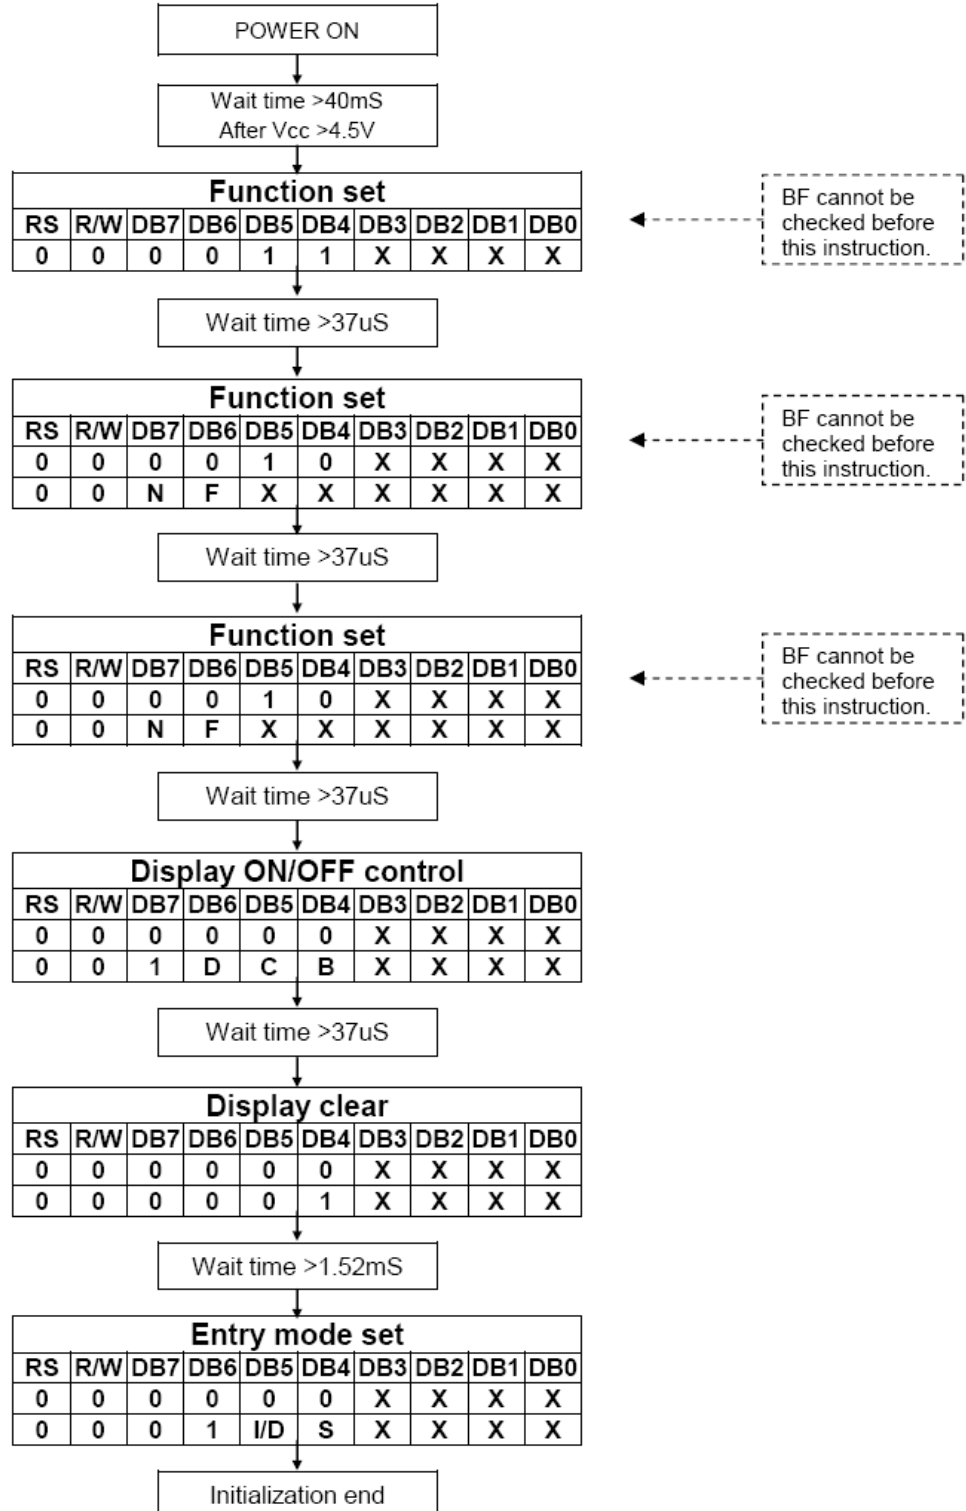 POWER ON
Wait time >40mS
After Vcc >4.5V
Function set
RS R/W DB7 DB6 DB5 DB4 DB3 DB2 DB1 DB0
0 0 0 0 1 1 X X X X
BF cannot be
checked before
this instruction.
Wait time >37uS
Function set
RS R/W DB7 DB6 DB5 DB4 DB3 DB2 DB1 DB0
0 0 0 0 1 0 X X X X
0 0 N F X X X X X X
BF cannot be
checked before
this instruction.
Wait time >37uS
Function set
RS R/W DB7 DB6 DB5 DB4 DB3 DB2 DB1 DB0
0 0 0 0 1 0 X X X X
0 0 N F X X X X X X
BF cannot be
checked before
this instruction.
Wait time >37uS
Display ON/OFF control
RS R/W DB7 DB6 DB5 DB4 DB3 DB2 DB1 DB0
0 0 0 0 0 0 X X X X
0 0 1 D C B X X X X
Wait time >37uS
Display clear
RS R/W DB7 DB6 DB5 DB4 DB3 DB2 DB1 DB0
0 0 0 0 0 0 X X X X
0 0 0 0 0 1 X X X X
Wait time >1.52mS
Entry mode set
RS R/W DB7 DB6 DB5 DB4 DB3 DB2 DB1 DB0
0 0 0 0 0 0 X X X X
0 0 0 1 I/D S X X X X
Initialization end